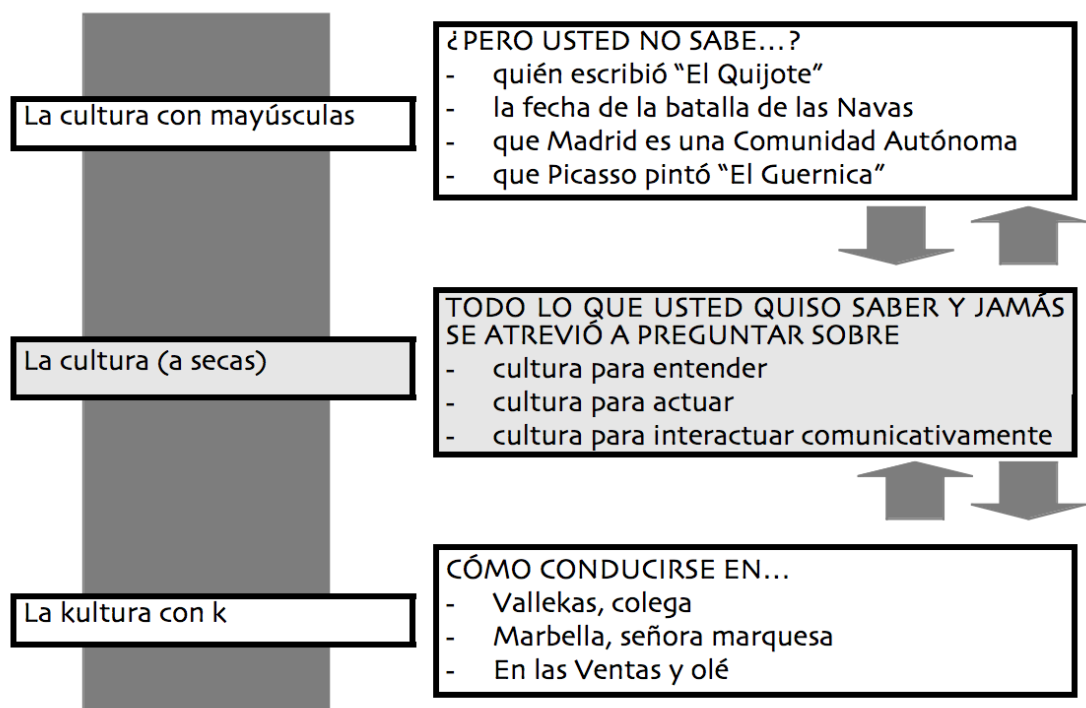 La cultura con mayúsculas
¿PERO USTED NO SABE…?
- quién escribió “El Quijote”
- la fecha de la batalla de las Navas
- que Madrid es una Comunidad Autónoma
- que Picasso pintó “El Guernica”
La cultura (a secas)
TODO LO QUE USTED QUISO SABER Y JAMÁS
SE ATREVIÓ A PREGUNTAR SOBRE
- cultura para entender
- cultura para actuar
- cultura para interactuar comunicativamente
La kultura con k
CÓMO CONDUCIRSE EN…
- Vallekas, colega
- Marbella, señora marquesa
- En las Ventas y olé